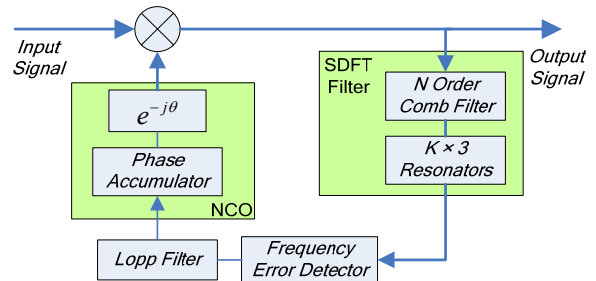 Input
Signal
Output
Signal
SDFT
Filter
N Order
Comb Filter
K × 3
Resonators
e^{-jθ}
Phase
Accumulator
NCO
Lopp Filter
Frequency
Error Detector